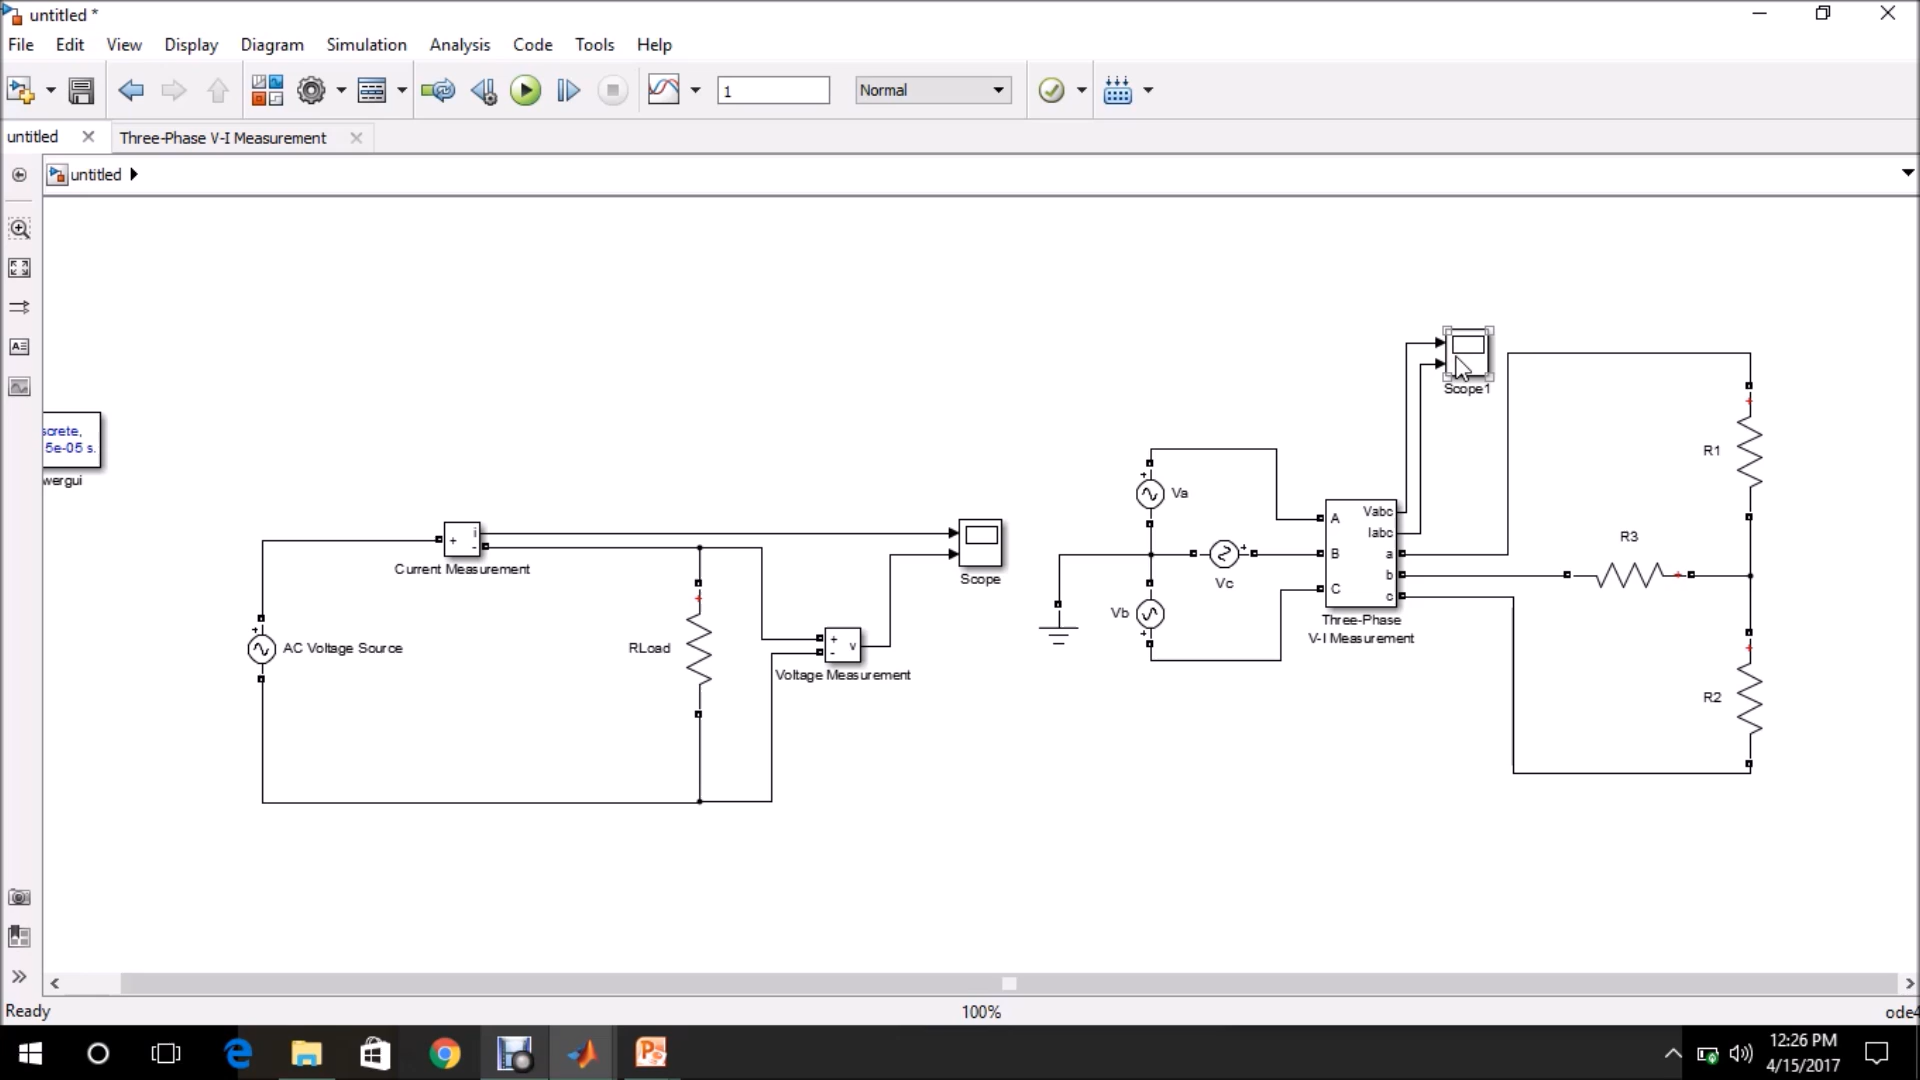 untitled *
File Edit View Display Diagram Simulation Analysis Code Tools Help
1 Normal
untitled Three-Phase V-I Measurement
untitled
Scope1
R1
screte,
5e-05 s.
wergui
+ i
-
Current Measurement
Scope
+
AC Voltage Source
RLoad
+ v
-
Voltage Measurement
+
Va
+
Vc
Vb
+
A Vabc
Iabc
B a
b
C c
Three-Phase
V-I Measurement
R3
R2
Ready 100% ode4
12:26 PM
4/15/2017